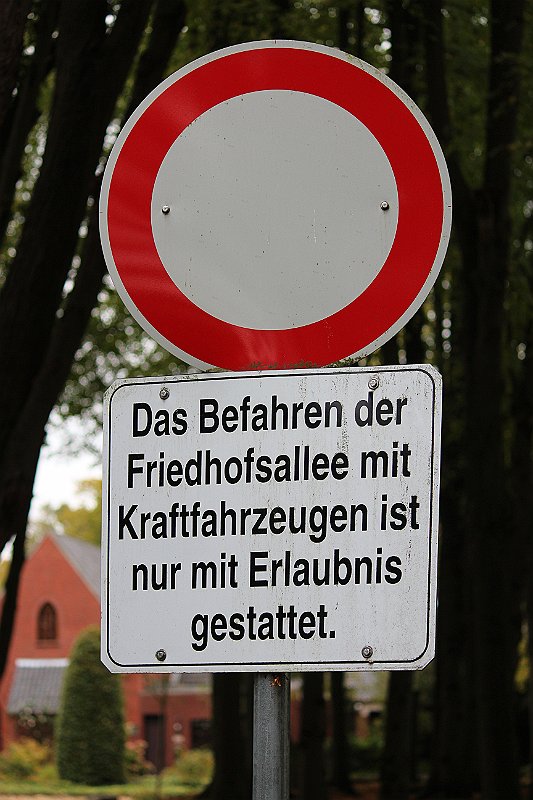 Das Befahren der
Friedhofsallee mit
Kraftfahrzeugen ist
nur mit Erlaubnis
gestattet.